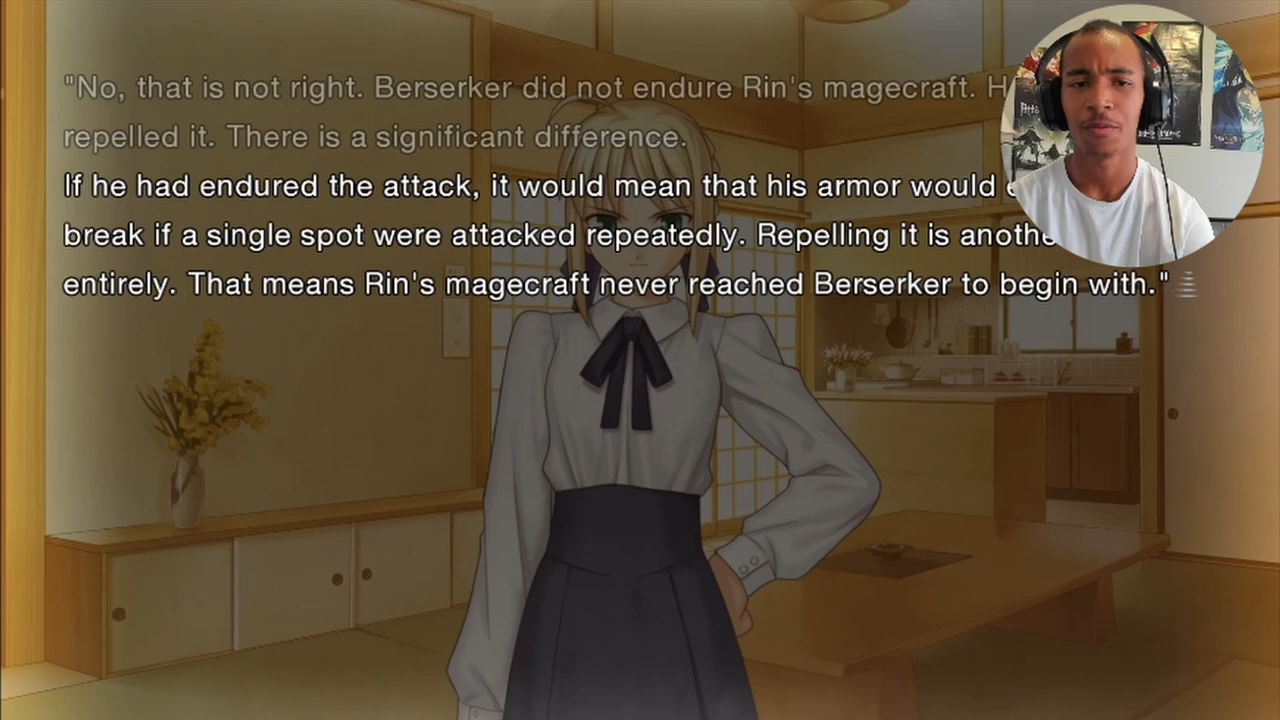 "No, that is not right. Berserker did not endure Rin's magecraft. H
repelled it. There is a significant difference.
If he had endured the attack, it would mean that his armor would
break if a single spot were attacked repeatedly. Repelling it is anothe
entirely. That means Rin's magecraft never reached Berserker to begin with."